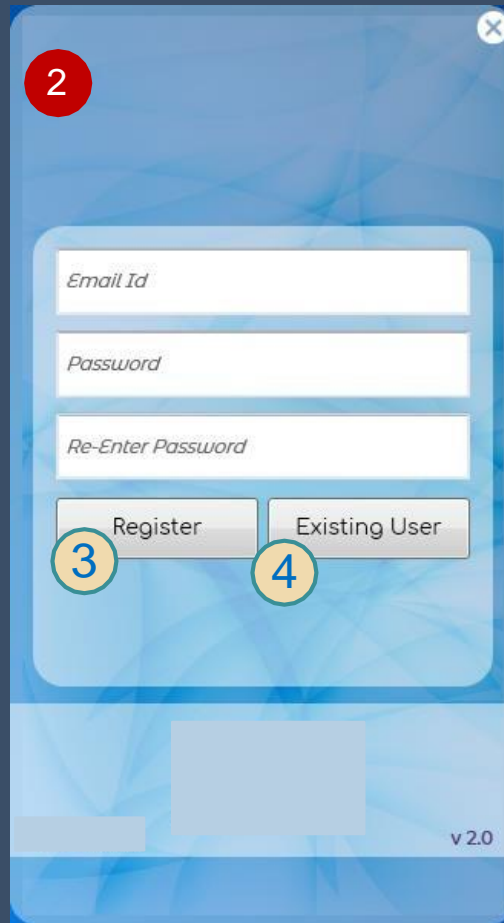 2
Email Id
Password
Re-Enter Password
Register Existing User
3 4
v 2.0